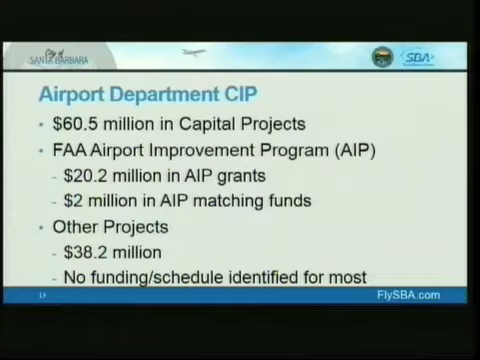 City of
SANTA BARBARA
SBA
Airport Department CIP
• $60.5 million in Capital Projects
• FAA Airport Improvement Program (AIP)
- $20.2 million in AIP grants
- $2 million in AIP matching funds
• Other Projects
- $38.2 million
- No funding/schedule identified for most
FlySBA.com